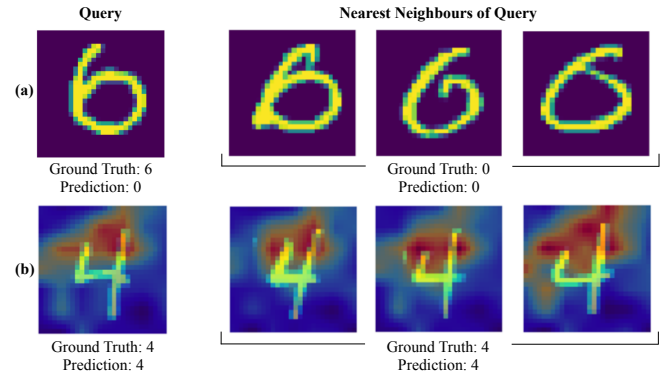 Query
Nearest Neighbours of Query
(a)
Ground Truth: 6
Prediction: 0
Ground Truth: 0
Prediction: 0
(b)
Ground Truth: 4
Prediction: 4
Ground Truth: 4
Prediction: 4